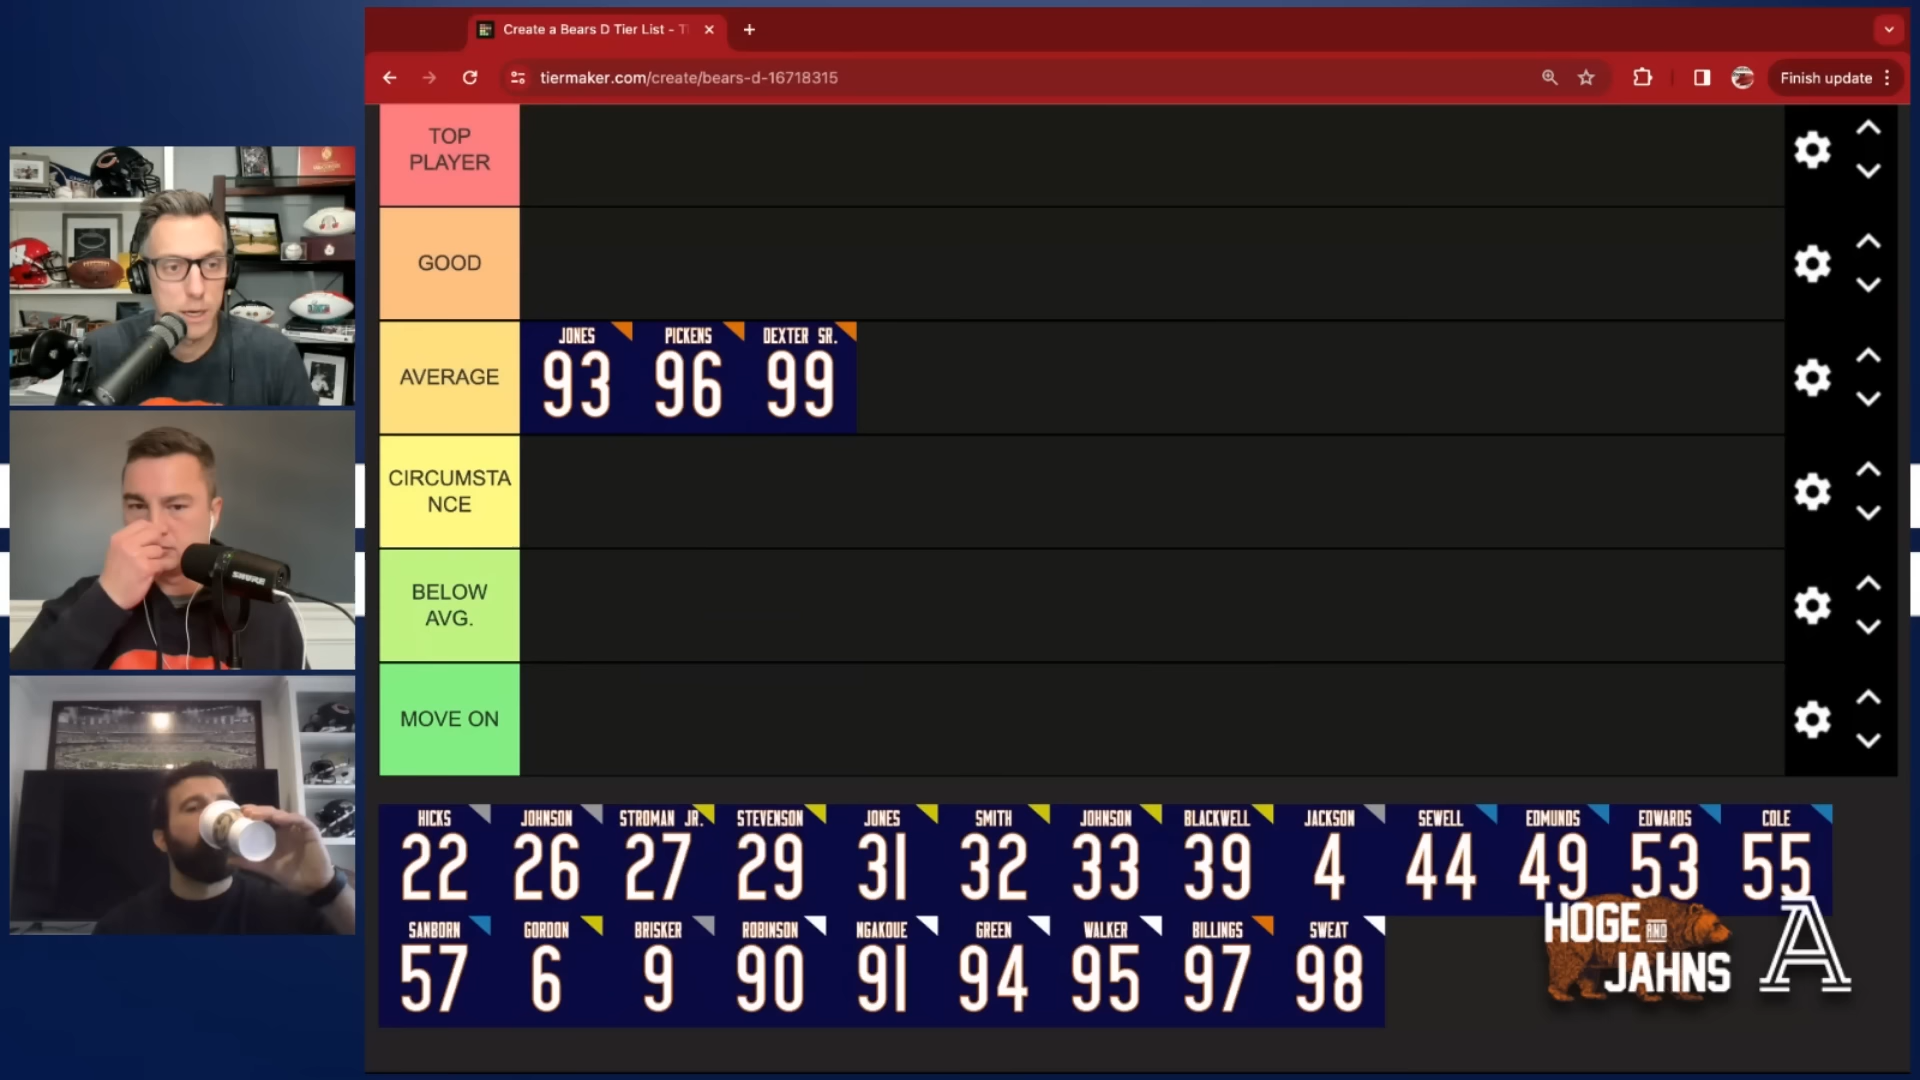 Create a Bears D Tier List - T
tiermaker.com/create/bears-d-16718315
Finish update
TOP
PLAYER
GOOD
AVERAGE
JONES PICKENS DEXTER SR.
93 96 99
CIRCUMSTA
NCE
BELOW
AVG.
MOVE ON
HICKS JOHNSON STROMAN JR. STEVENSON JONES SMITH JOHNSON BLACKWELL JACKSON SEWELL EDMUNDS EDWARDS COLE
22 26 27 29 31 32 33 39 4 44 49 53 55
SANBORN GORDON BRISKER ROBINSON NGAKOUE GREEN WALKER BILLINGS SWEAT
57 6 9 90 91 94 95 97 98
HOGE AND
JAHNS
A
SHURE